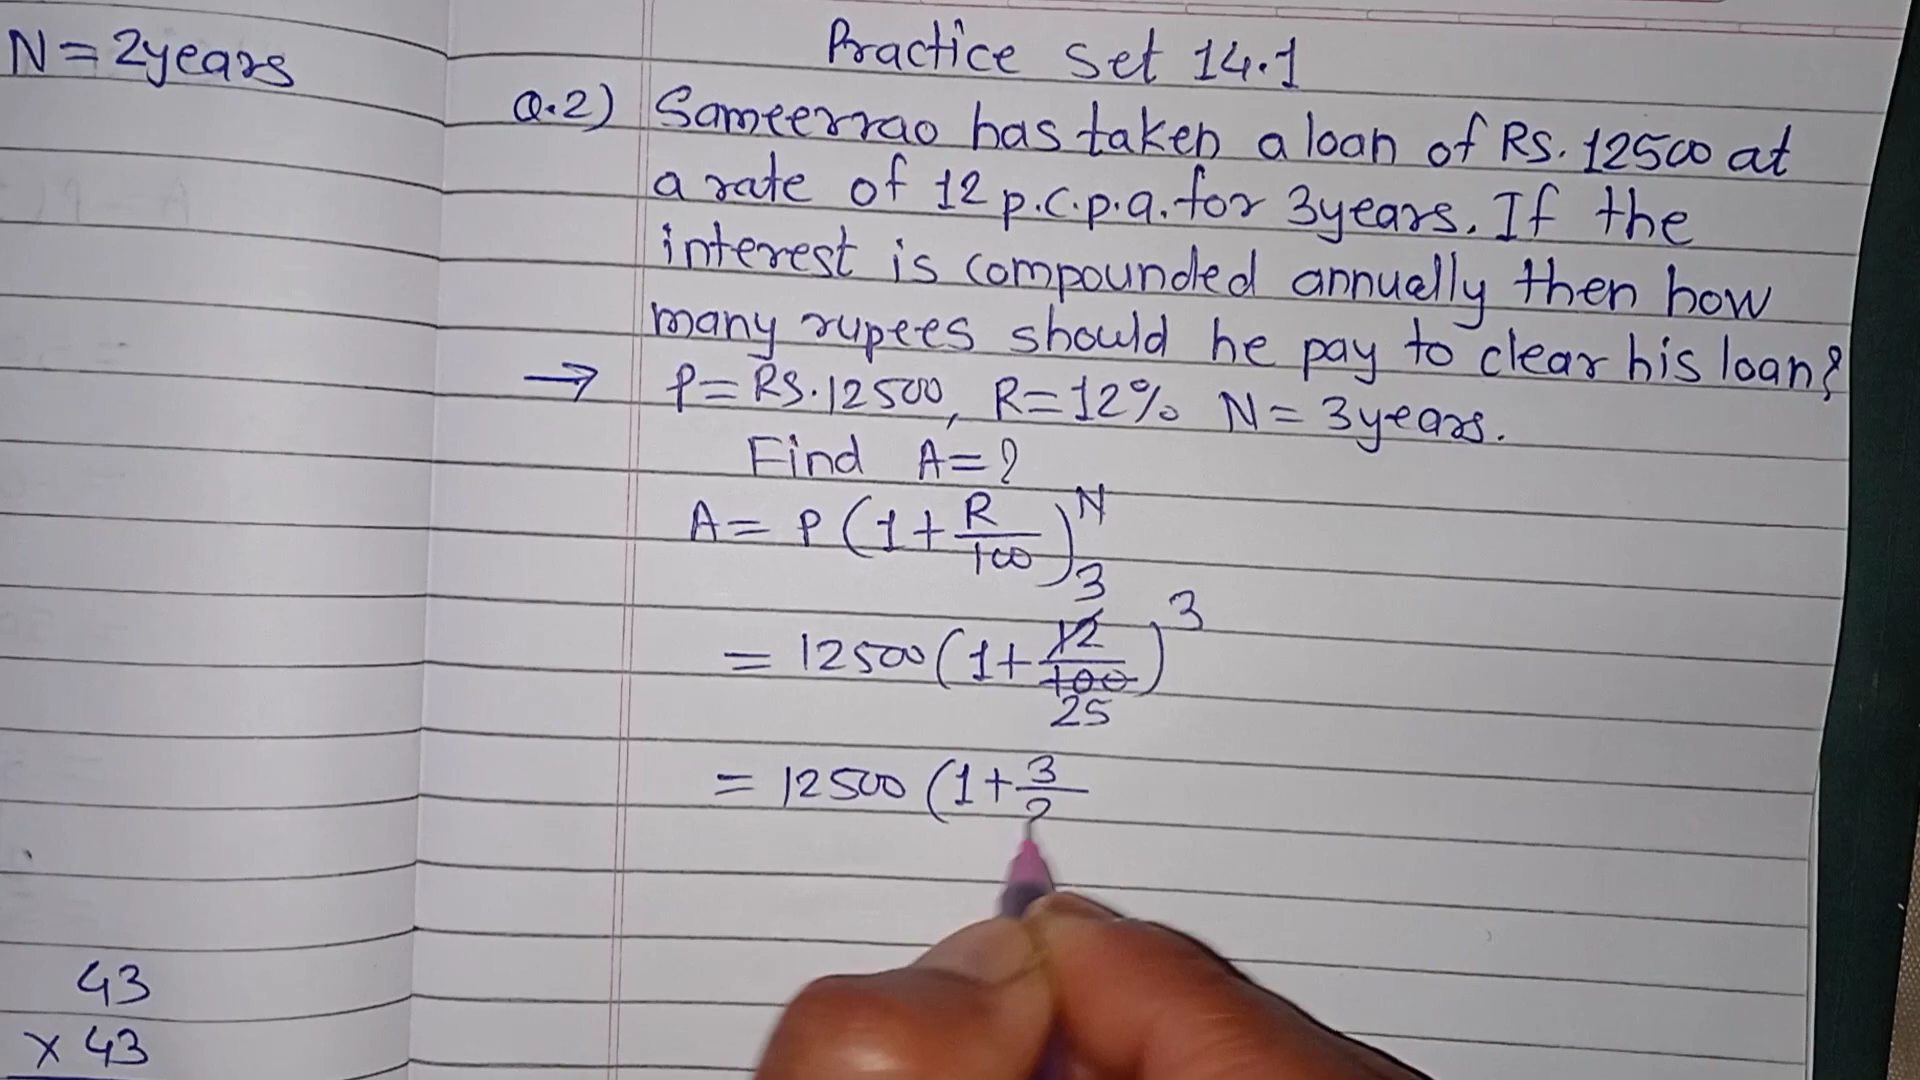 N = 2years
Practice Set 14.1
Q.2) Sameerrao has taken a loan of Rs. 12500 at
a rate of 12 p.c.p.a. for 3years. If the
interest is compounded annually then how
many rupees should he pay to clear his loan?
→ P = RS. 12500, R = 12% N = 3years.
Find A = ?
A = P (1 + R/100)^N
= 12500 (1 + 12/100)^3
3
25
= 12500 (1 + 3/2
43
× 43